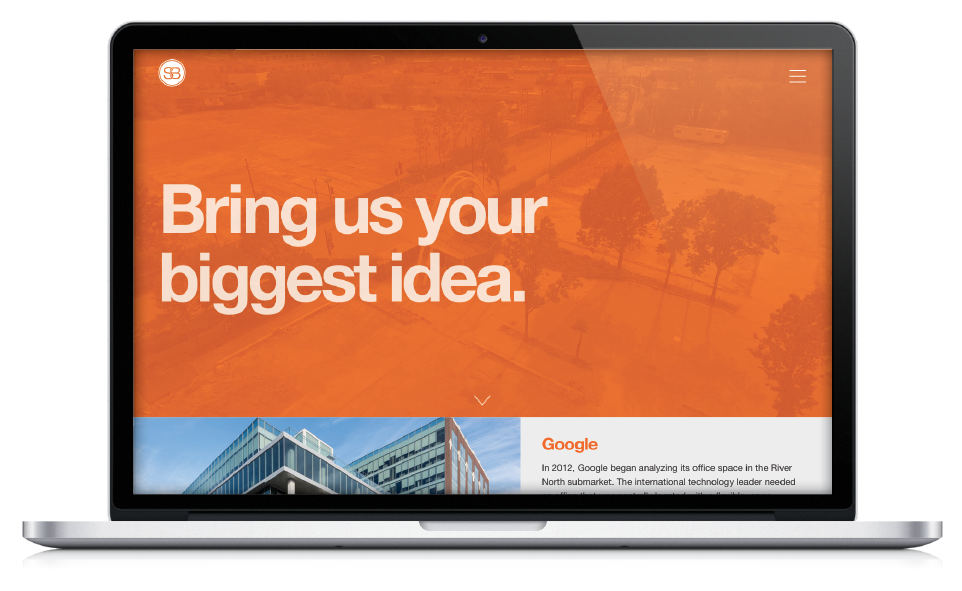 SB
Bring us your
biggest idea.
Google
In 2012, Google began analyzing its office space in the River
North submarket. The international technology leader needed